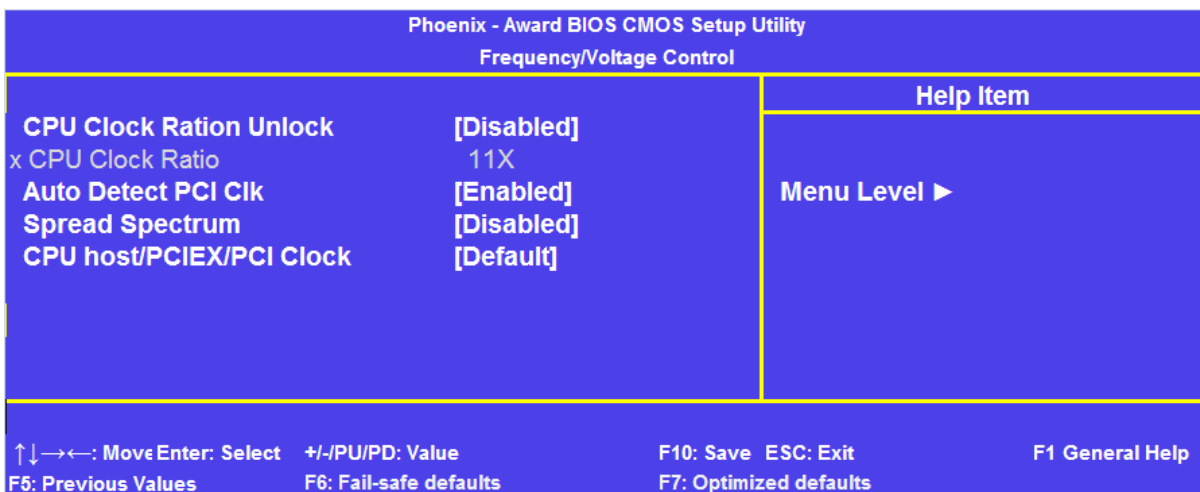 Phoenix - Award BIOS CMOS Setup Utility
Frequency/Voltage Control
Help Item
CPU Clock Ration Unlock [Disabled]
x CPU Clock Ratio 11X
Auto Detect PCI Clk [Enabled]
Menu Level ►
Spread Spectrum [Disabled]
CPU host/PCIEX/PCI Clock [Default]
↑↓→←: Move Enter: Select +/-/PU/PD: Value F10: Save ESC: Exit F1 General Help
F5: Previous Values F6: Fail-safe defaults F7: Optimized defaults